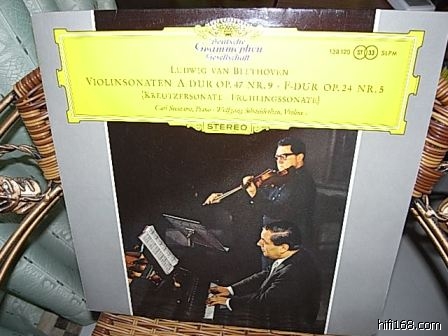 Deutsche
Grammophon
Gesellschaft
138 120 ST 33 SLPM
LUDWIG VAN BEETHOVEN
VIOLINSONATEN A-DUR OP. 47 NR. 9 · F-DUR OP. 24 NR. 5
(KREUTZERSONATE · FRÜHLINGSSONATE)
Carl Seemann, Piano · Wolfgang Schneiderhan, Violine
STEREO
hifi168.com